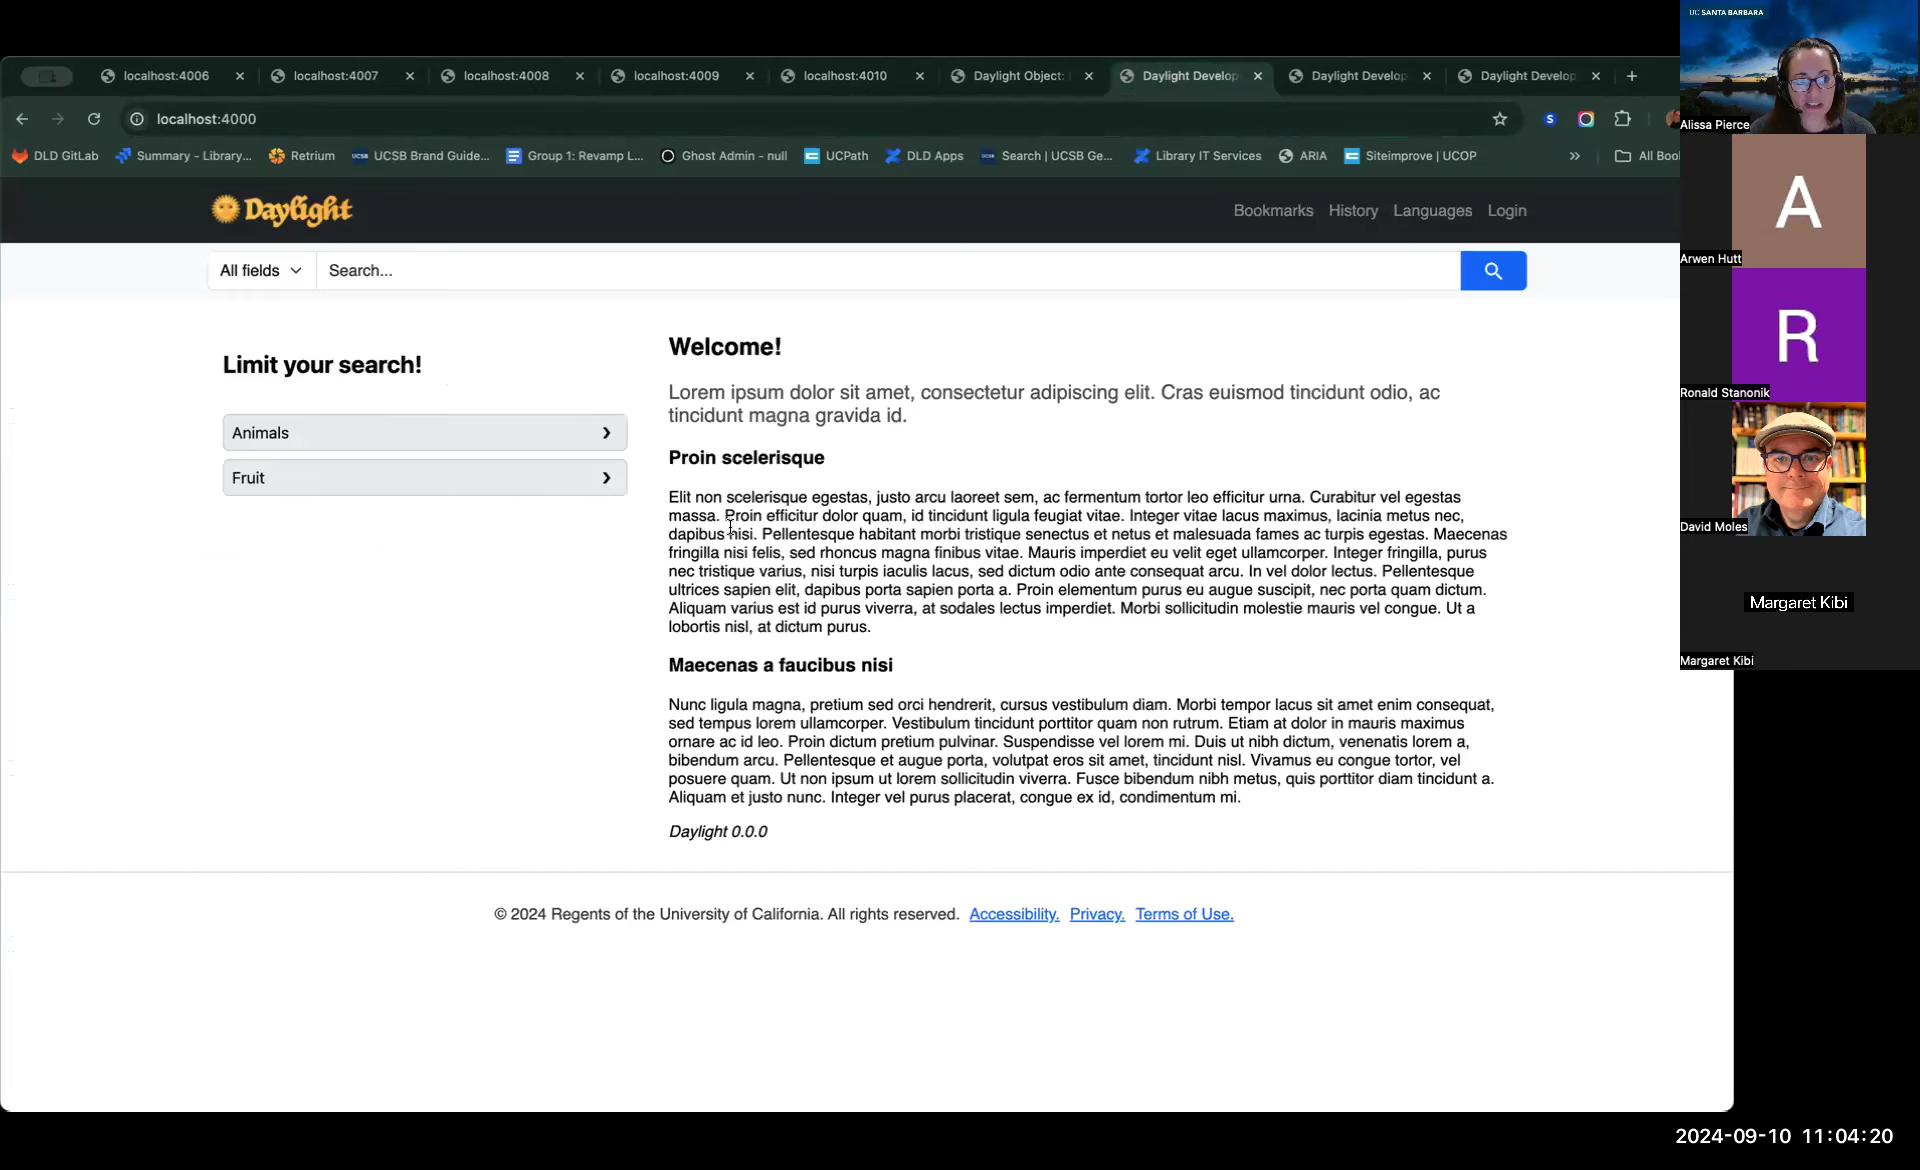 localhost:4006
localhost:4007
localhost:4008
localhost:4009
localhost:4010
Daylight Object:
Daylight Develop
Daylight Develop
Daylight Develop
localhost:4000
DLD GitLab
Summary - Library...
Retrium
UCSB Brand Guide...
Group 1: Revamp L...
Ghost Admin - null
UCPath
DLD Apps
Search | UCSB Ge...
Library IT Services
ARIA
Siteimprove | UCOP
All Boo
Daylight
Bookmarks History Languages Login
All fields
Search...
Limit your search!
Animals
Fruit
Welcome!
Lorem ipsum dolor sit amet, consectetur adipiscing elit. Cras euismod tincidunt odio, ac
tincidunt magna gravida id.
Proin scelerisque
Elit non scelerisque egestas, justo arcu laoreet sem, ac fermentum tortor leo efficitur urna. Curabitur vel egestas
massa. Proin efficitur dolor quam, id tincidunt ligula feugiat vitae. Integer vitae lacus maximus, lacinia metus nec,
dapibus nisi. Pellentesque habitant morbi tristique senectus et netus et malesuada fames ac turpis egestas. Maecenas
fringilla nisi felis, sed rhoncus magna finibus vitae. Mauris imperdiet eu velit eget ullamcorper. Integer fringilla, purus
nec tristique varius, nisi turpis iaculis lacus, sed dictum odio ante consequat arcu. In vel dolor lectus. Pellentesque
ultrices sapien elit, dapibus porta sapien porta a. Proin elementum purus eu augue suscipit, nec porta quam dictum.
Aliquam varius est id purus viverra, at sodales lectus imperdiet. Morbi sollicitudin molestie mauris vel congue. Ut a
lobortis nisl, at dictum purus.
Maecenas a faucibus nisi
Nunc ligula magna, pretium sed orci hendrerit, cursus vestibulum diam. Morbi tempor lacus sit amet enim consequat,
sed tempus lorem ullamcorper. Vestibulum tincidunt porttitor quam non rutrum. Etiam at dolor in mauris maximus
ornare ac id leo. Proin dictum pretium pulvinar. Suspendisse vel lorem mi. Duis ut nibh dictum, venenatis lorem a,
bibendum arcu. Pellentesque et augue porta, volutpat eros sit amet, tincidunt nisl. Vivamus eu congue tortor, vel
posuere quam. Ut non ipsum ut lorem sollicitudin viverra. Fusce bibendum nibh metus, quis porttitor diam tincidunt a.
Aliquam et justo nunc. Integer vel purus placerat, congue ex id, condimentum mi.
Daylight 0.0.0
© 2024 Regents of the University of California. All rights reserved. Accessibility. Privacy. Terms of Use.
UC SANTA BARBARA
Alissa Pierce
A
Arwen Hutt
R
Ronald Stanonik
David Moles
Margaret Kibi
Margaret Kibi
2024-09-10 11:04:20